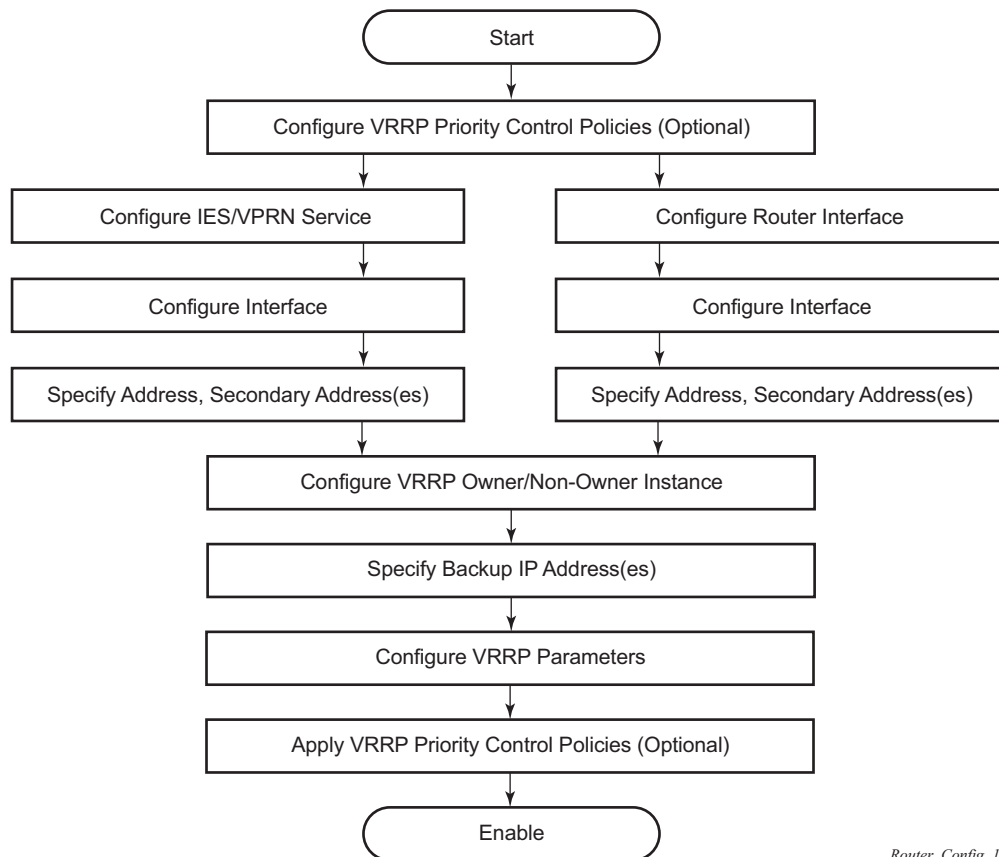 Start
Configure VRRP Priority Control Policies (Optional)
Configure IES/VPRN Service
Configure Router Interface
Configure Interface
Configure Interface
Specify Address, Secondary Address(es)
Specify Address, Secondary Address(es)
Configure VRRP Owner/Non-Owner Instance
Specify Backup IP Address(es)
Configure VRRP Parameters
Apply VRRP Priority Control Policies (Optional)
Enable
Router_Config_1